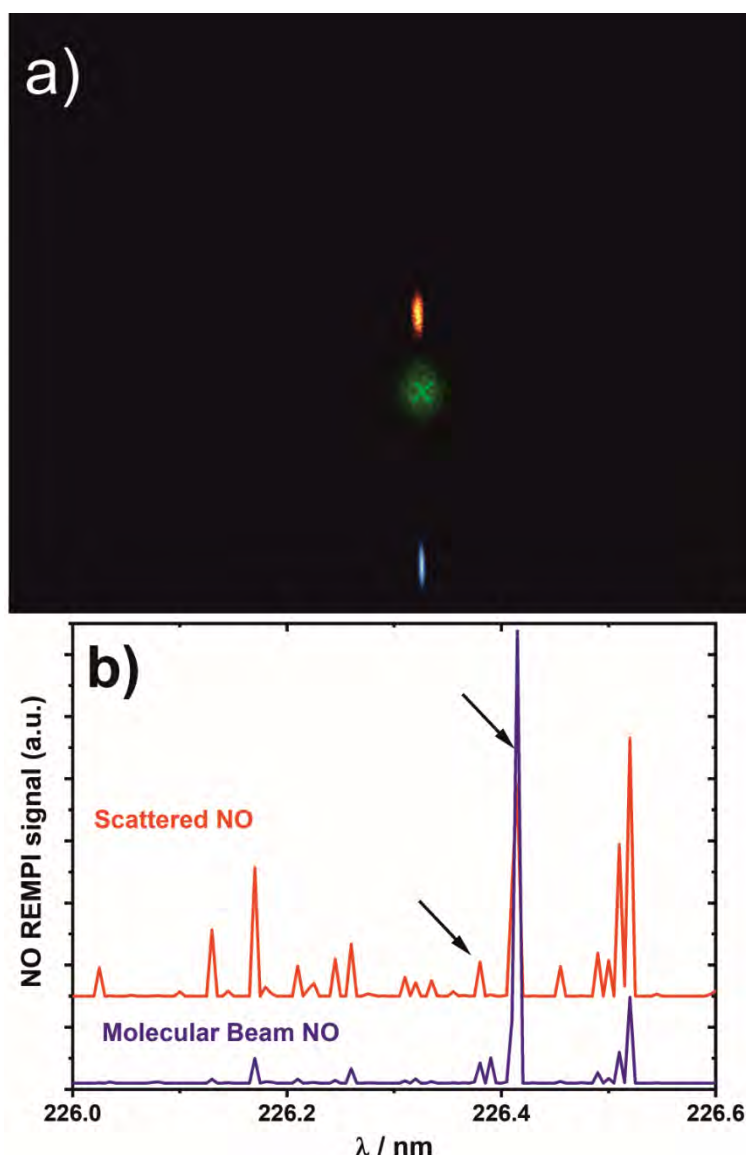 a)
b)
NO REMPI signal (a.u.)
Scattered NO
Molecular Beam NO
226.0 226.2 226.4 226.6
λ / nm